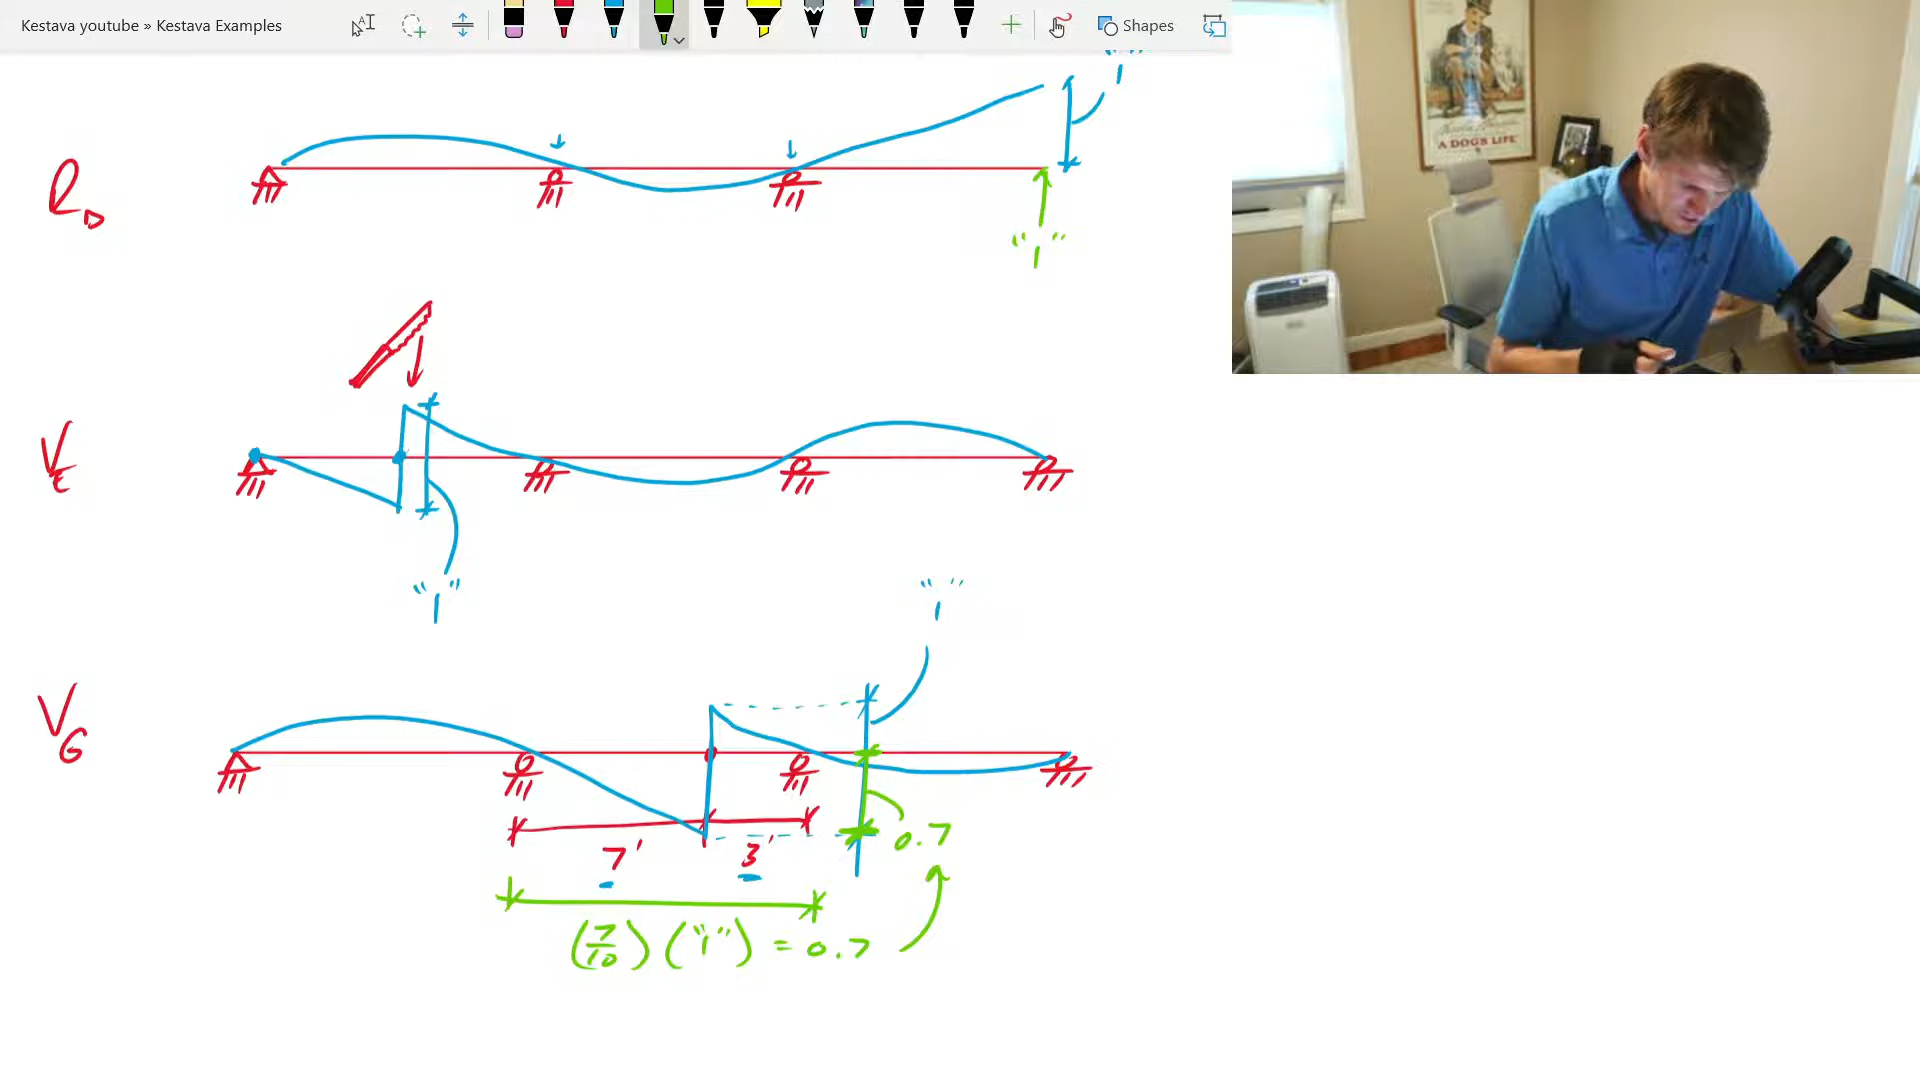 Kestava youtube » Kestava Examples
Shapes
A DOGS LIFE
"1"
R_D
"1"
V_E
"1"
"1"
V_G
0.7
7' 3'
(7/10) ("1") = 0.7